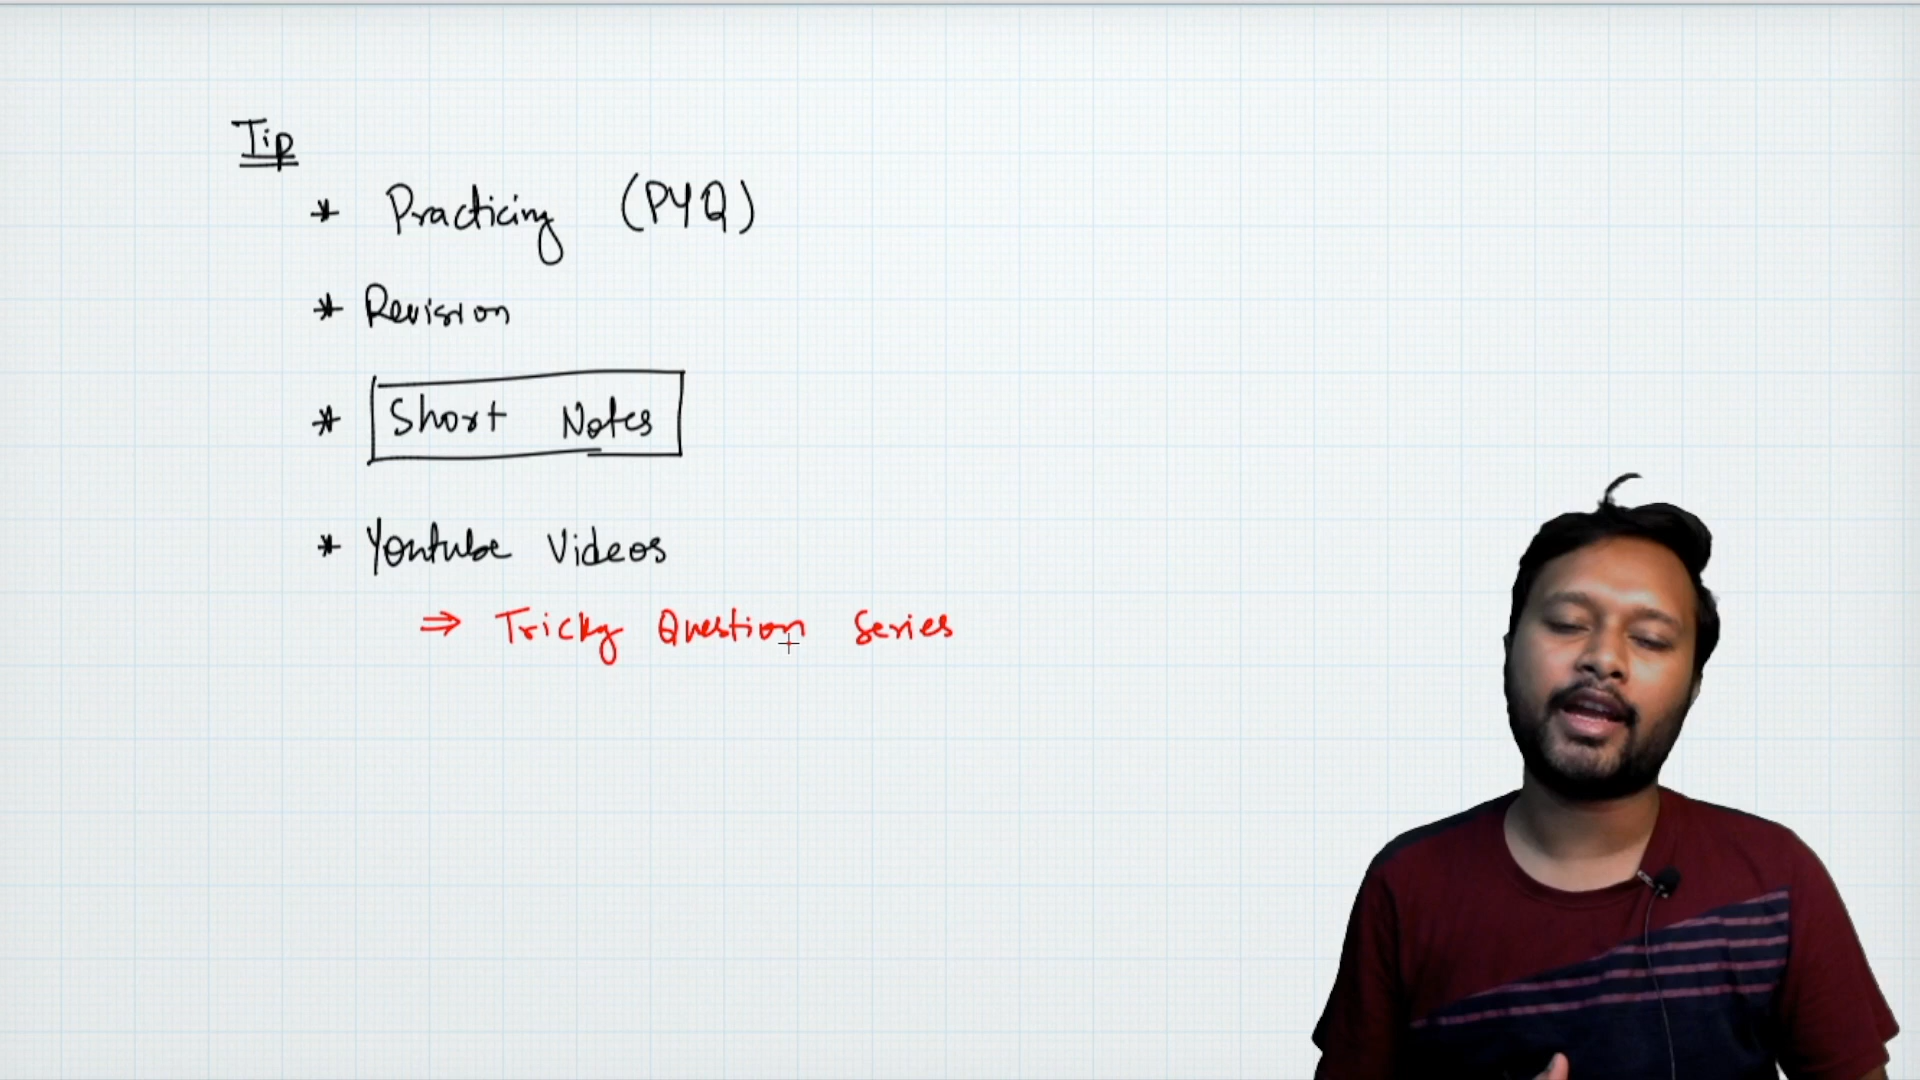 Tip
* Practicing (PYQ)
* Revision
* Short Notes
* Youtube Videos
⇒ Tricky Question Series